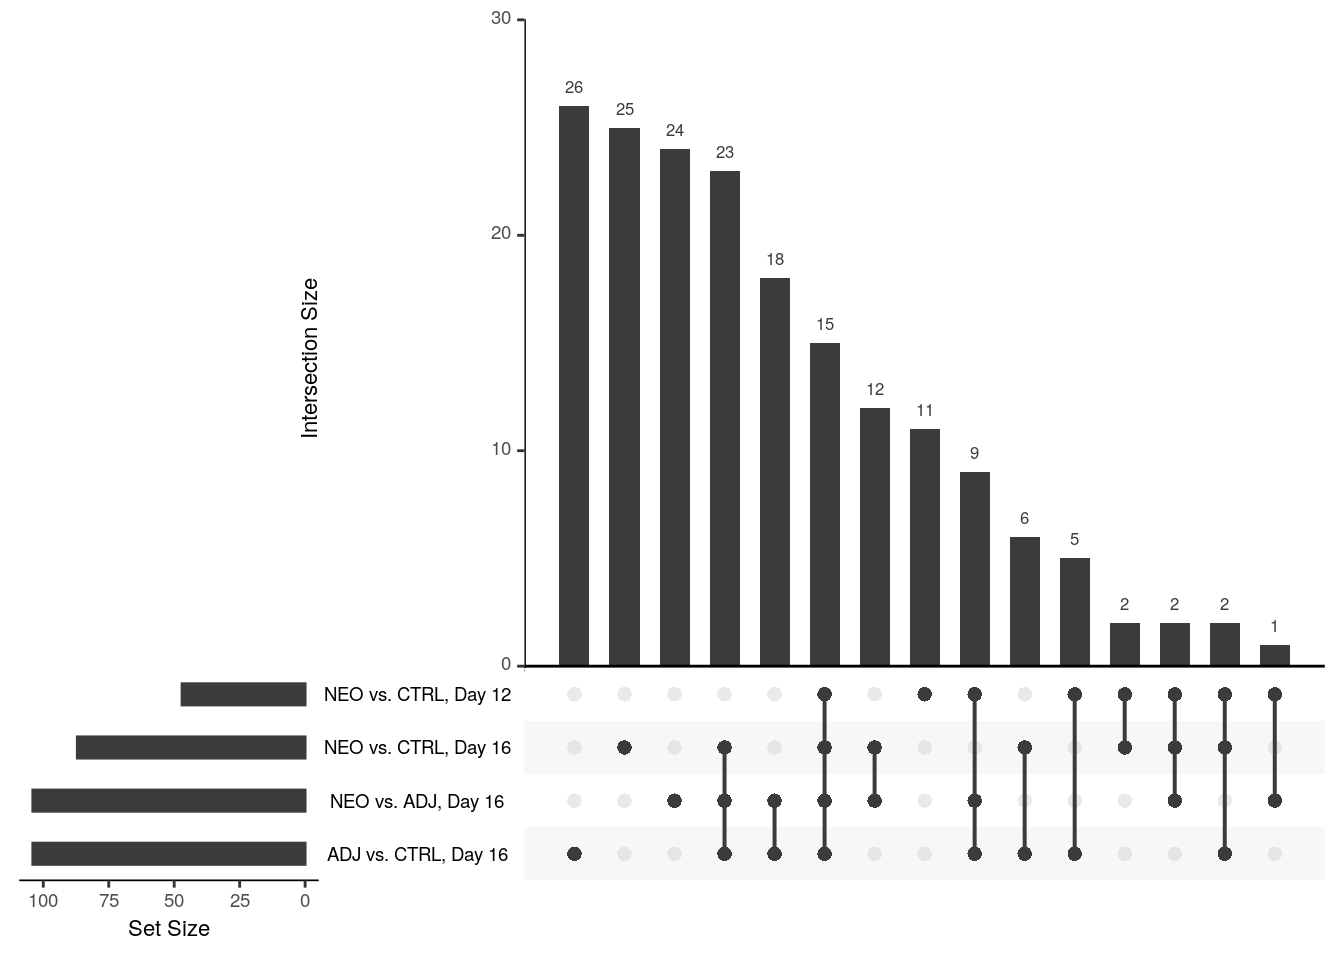 30
26
25
24
23
20
18
15
12
11
10
9
6
5
2
2
2
1
0
Intersection Size
NEO vs. CTRL, Day 12
NEO vs. CTRL, Day 16
NEO vs. ADJ, Day 16
ADJ vs. CTRL, Day 16
100 75 50 25 0
Set Size